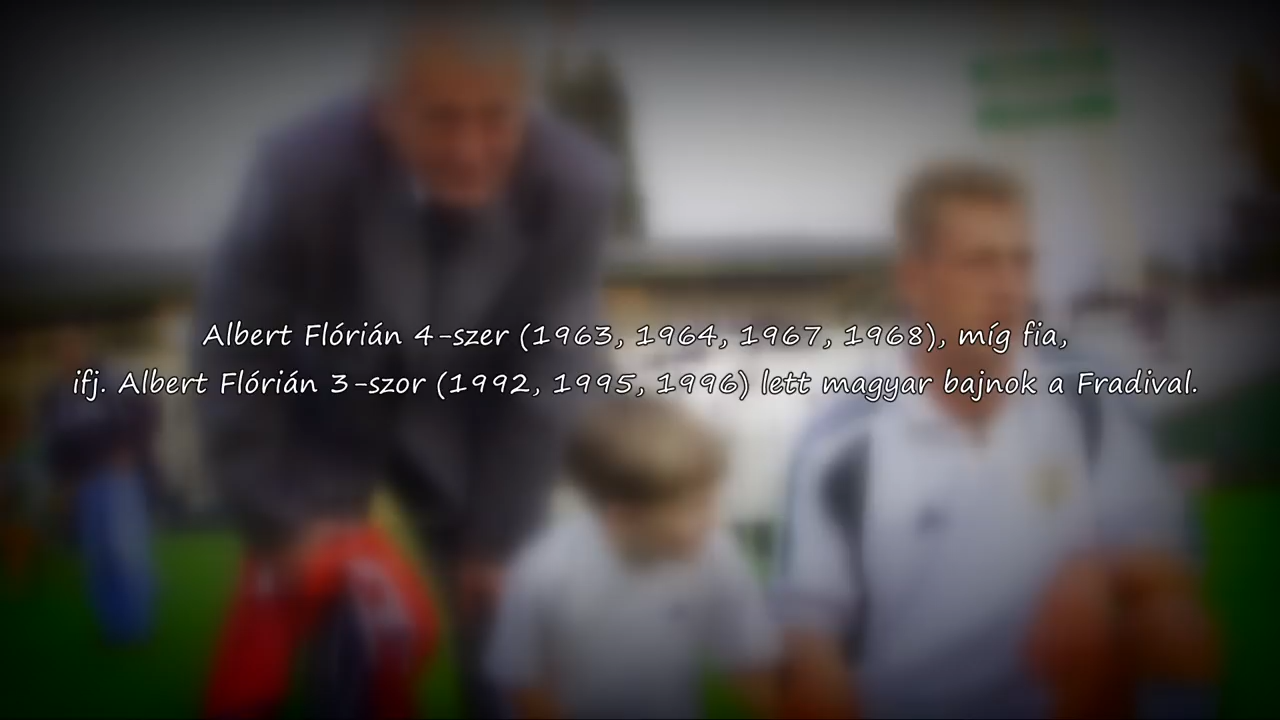 Albert Flórián 4-szer (1963, 1964, 1967, 1968), míg fia,
ifj. Albert Flórián 3-szor (1992, 1995, 1996) lett magyar bajnok a Fradival.